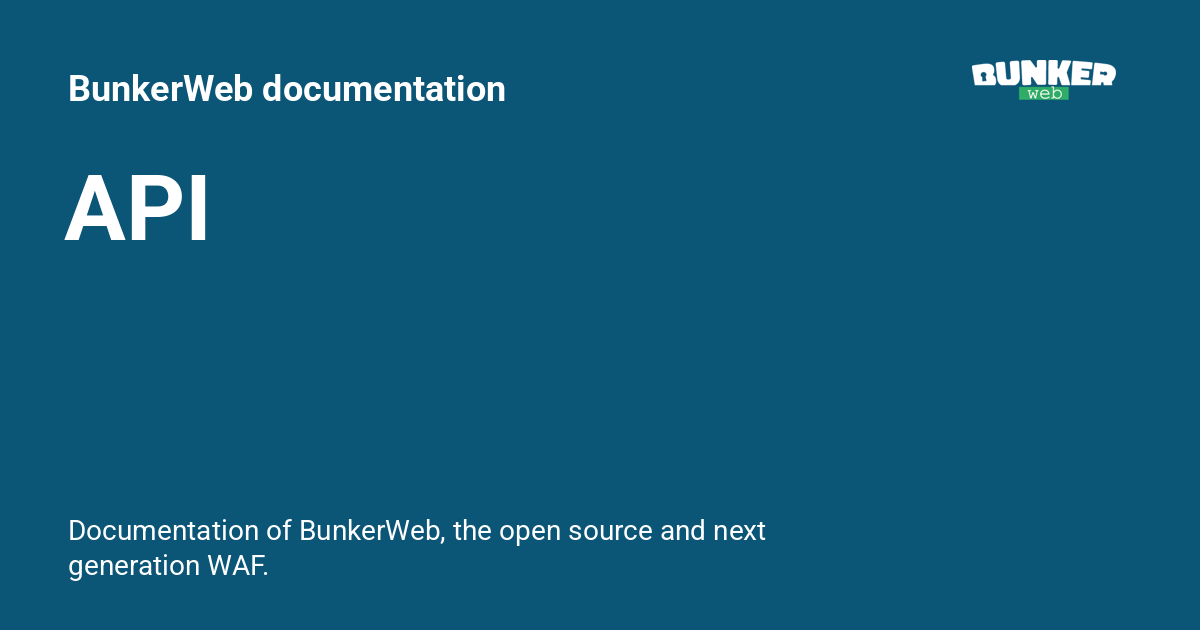 BunkerWeb documentation
BUNKER
web
API
Documentation of BunkerWeb, the open source and next
generation WAF.